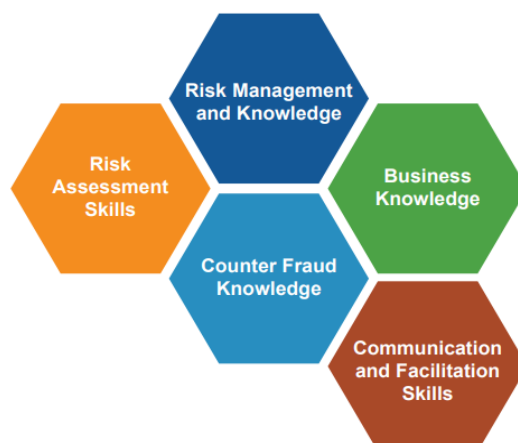 Risk Management
and Knowledge
Risk
Assessment
Skills
Business
Knowledge
Counter Fraud
Knowledge
Communication
and Facilitation
Skills